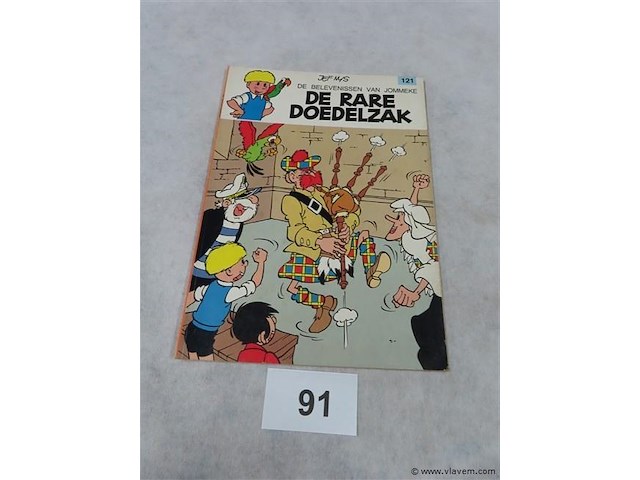 JEF NYS
121
DE BELEVENISSEN VAN JOMMEKE
DE RARE
DOEDELZAK
91
© www.vlavem.com